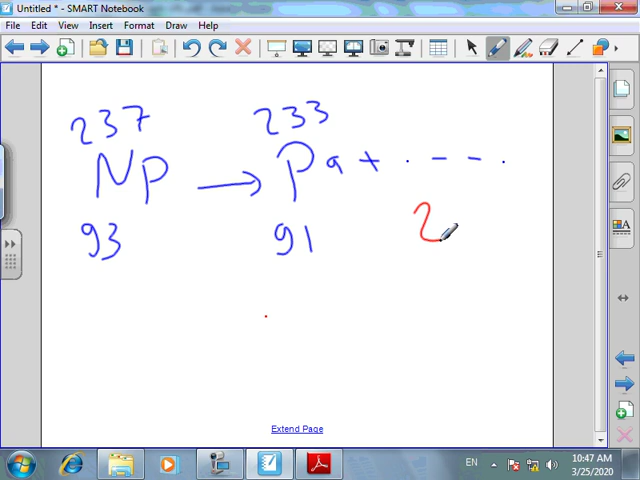 Untitled * - SMART Notebook
File Edit View Insert Format Draw Help
237 233
Np → Pa + . - - .
93 91 2
Extend Page
EN 10:47 AM
3/25/2020